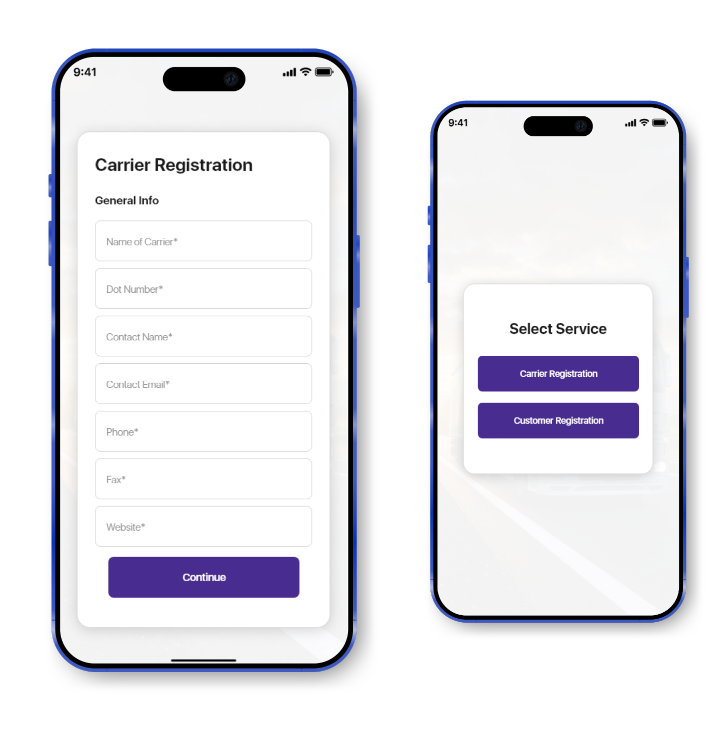 9:41
Carrier Registration
General Info
Name of Carrier*
Dot Number*
Contact Name*
Contact Email*
Phone*
Fax*
Website*
Continue
9:41
Select Service
Carrier Registration
Customer Registration